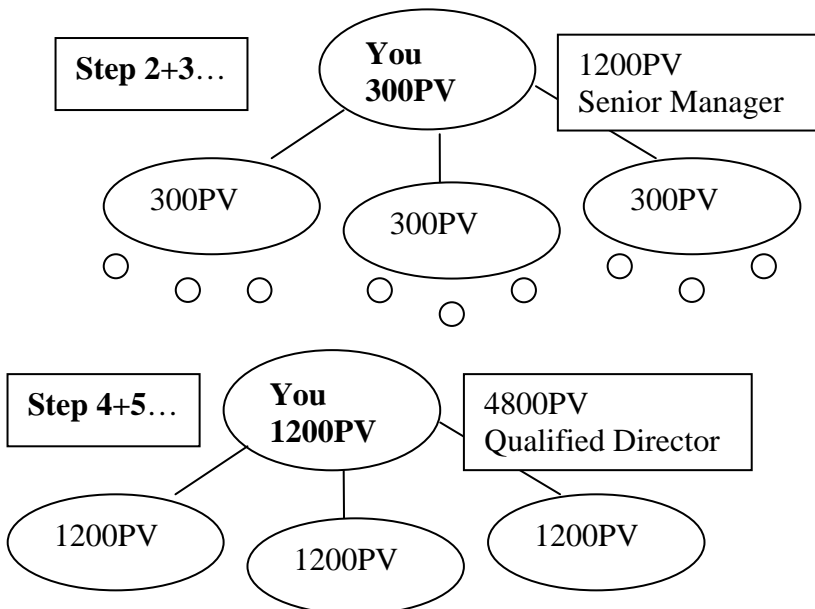 Step 2+3…
You
300PV
1200PV
Senior Manager
300PV
300PV
300PV
Step 4+5…
You
1200PV
4800PV
Qualified Director
1200PV
1200PV
1200PV